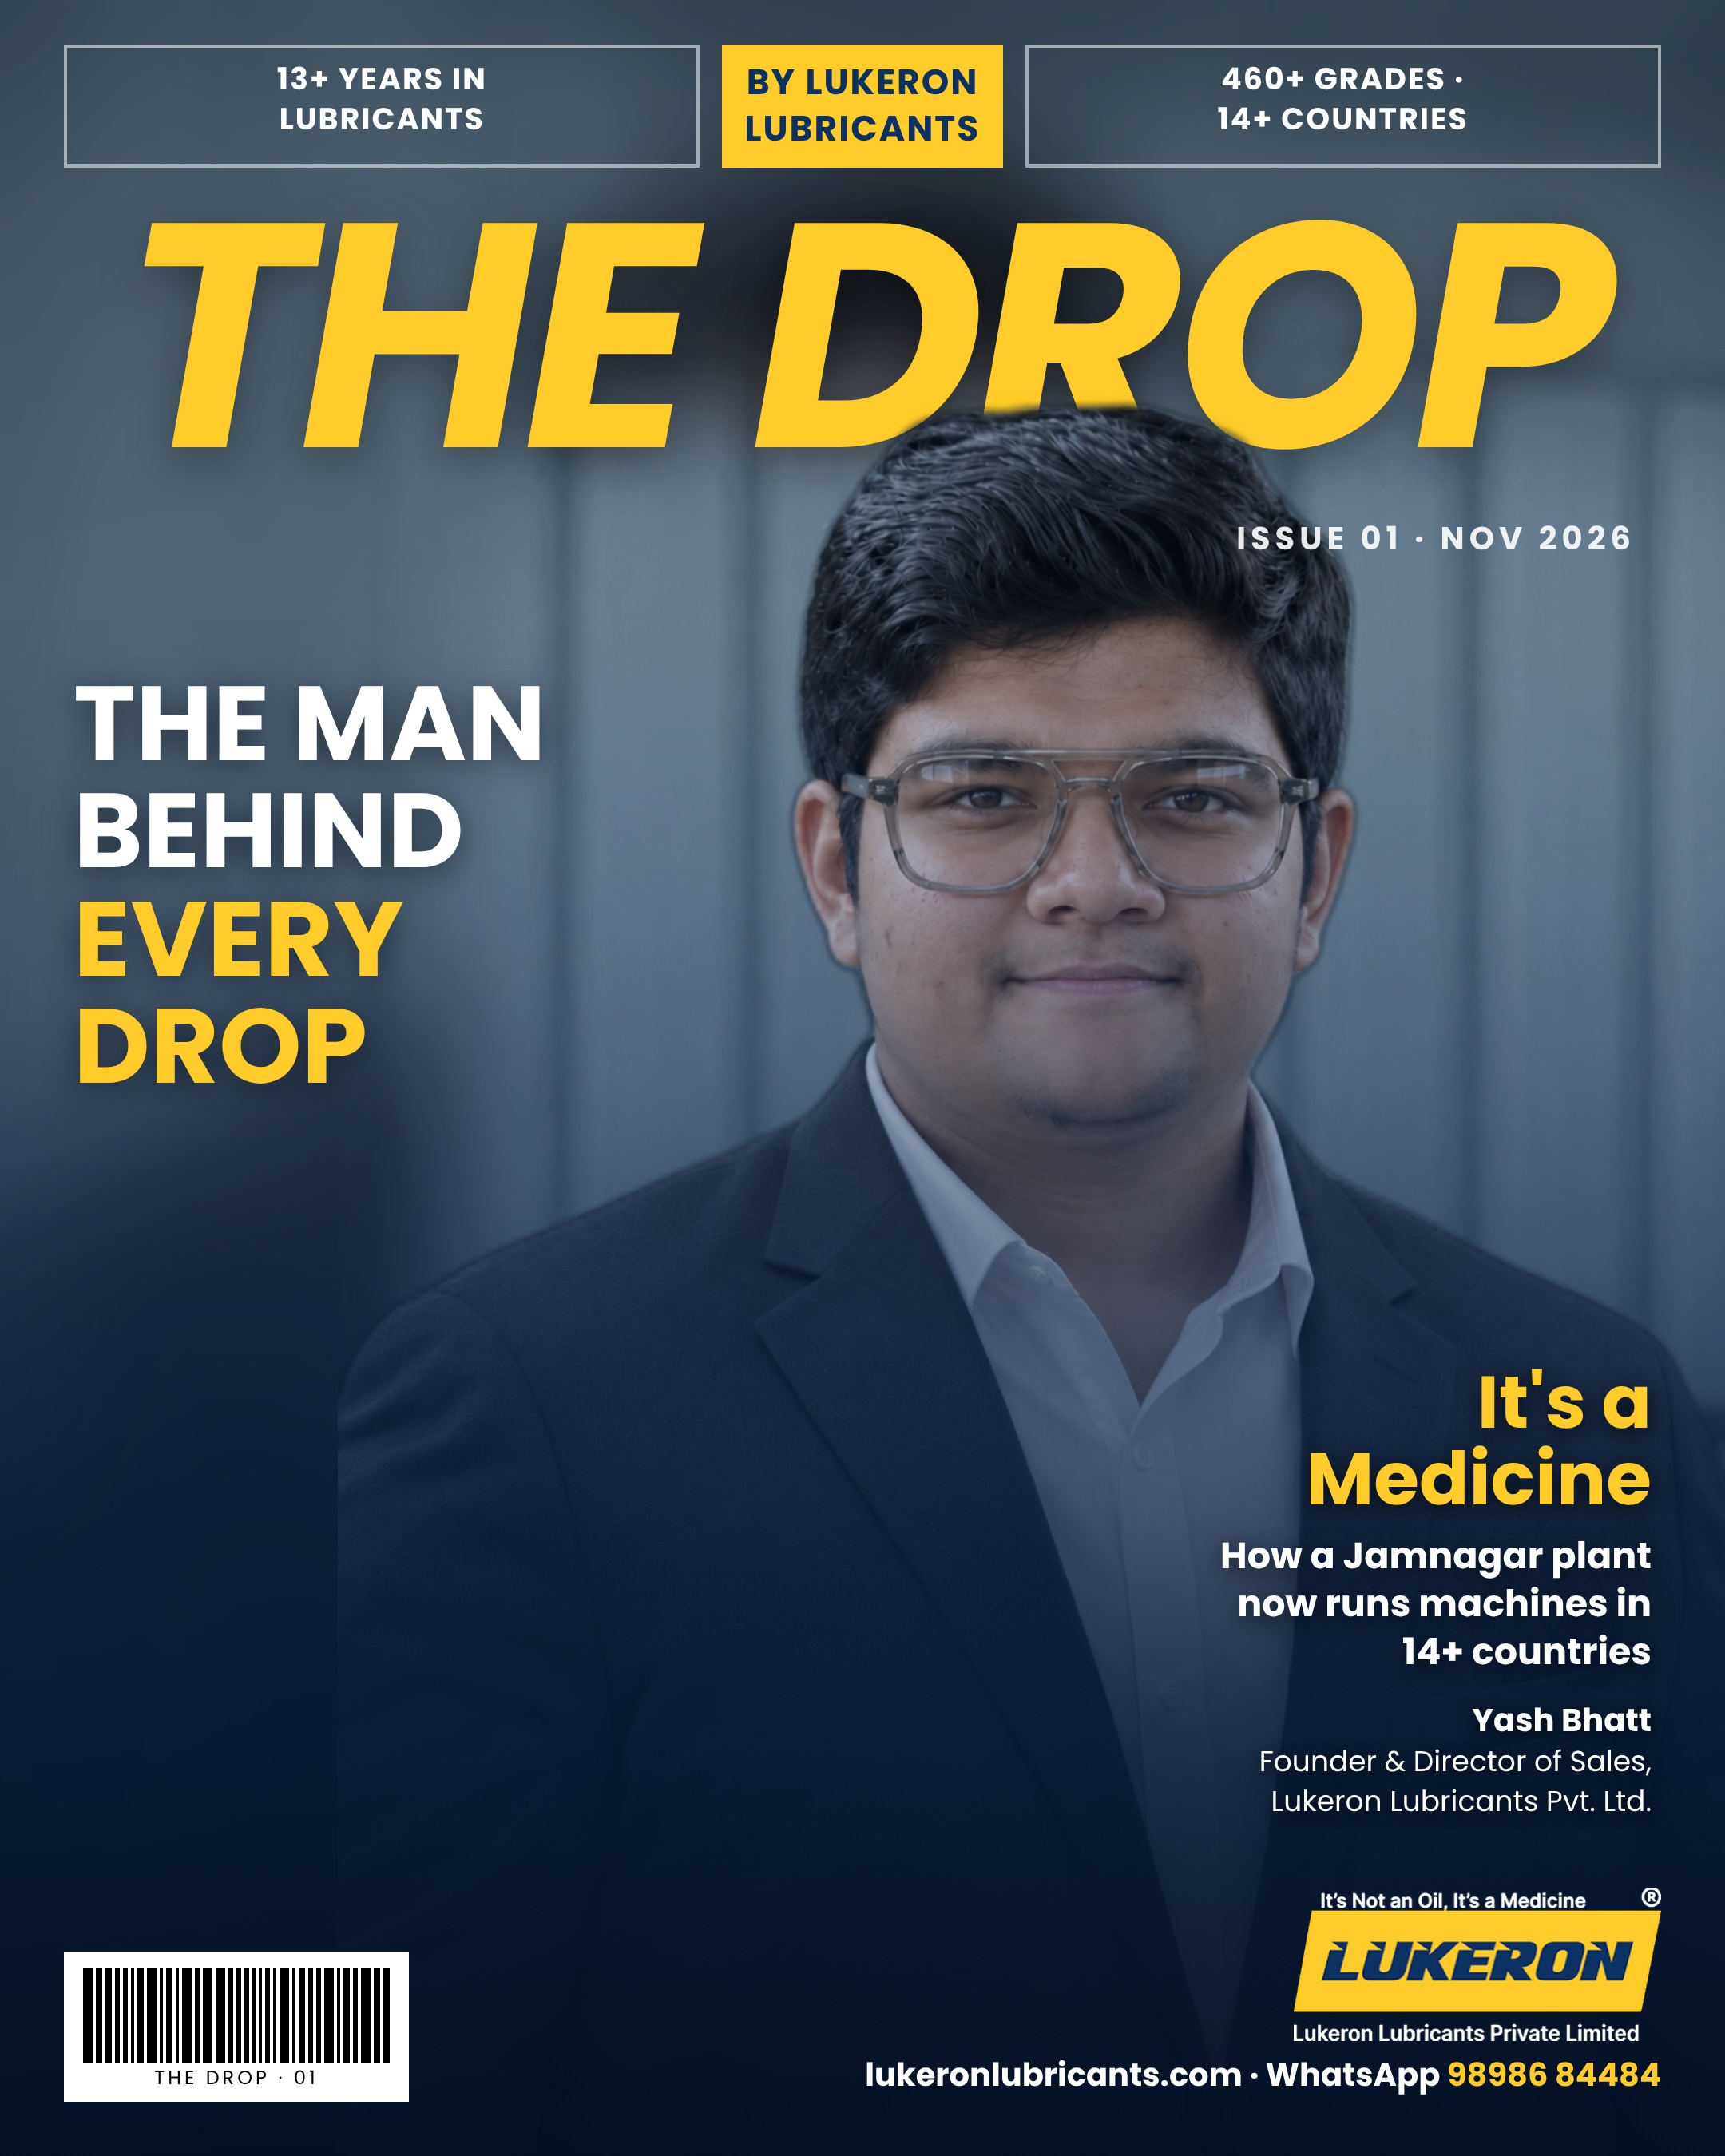 13+ YEARS IN
LUBRICANTS
BY LUKERON
LUBRICANTS
460+ GRADES ·
14+ COUNTRIES
THE DROP
ISSUE 01 · NOV 2026
THE MAN
BEHIND
EVERY
DROP
It's a
Medicine
How a Jamnagar plant
now runs machines in
14+ countries
Yash Bhatt
Founder & Director of Sales,
Lukeron Lubricants Pvt. Ltd.
It's Not an Oil, It's a Medicine ®
LUKERON
Lukeron Lubricants Private Limited
THE DROP · 01
lukeronlubricants.com · WhatsApp 98986 84484